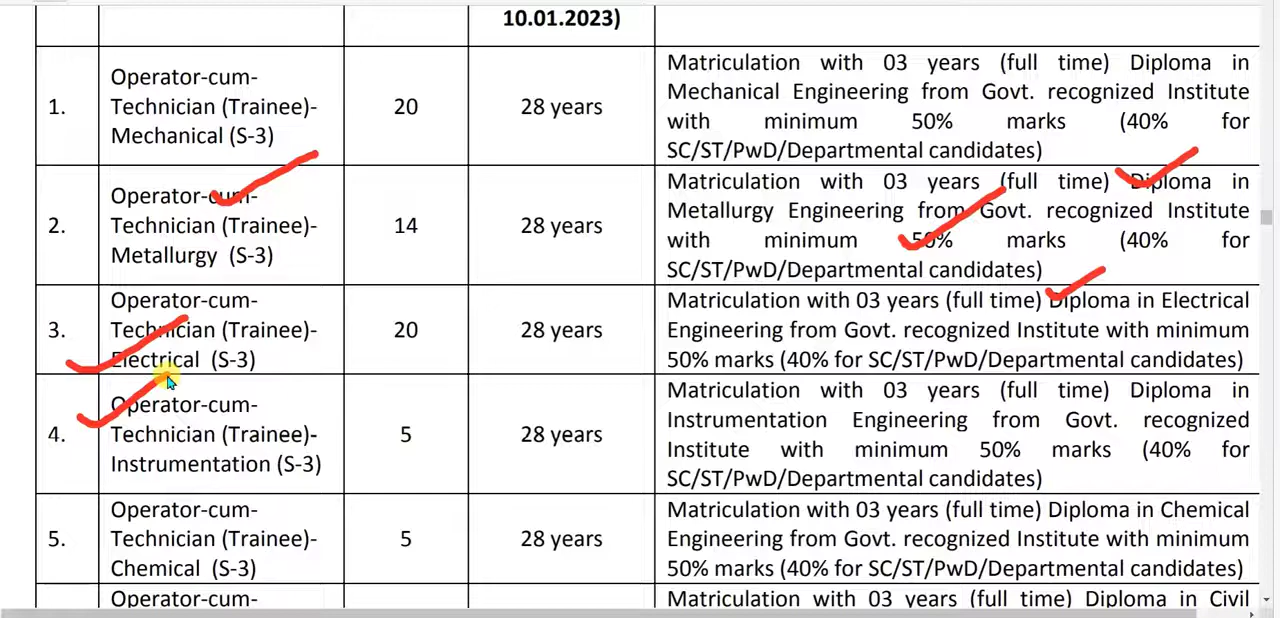 10.01.2023)
1.
Operator-cum-
Technician (Trainee)-
Mechanical (S-3)
20
28 years
Matriculation with 03 years (full time) Diploma in
Mechanical Engineering from Govt. recognized Institute
with minimum 50% marks (40% for
SC/ST/PwD/Departmental candidates)
2.
Operator-cum-
Technician (Trainee)-
Metallurgy (S-3)
14
28 years
Matriculation with 03 years (full time) Diploma in
Metallurgy Engineering from Govt. recognized Institute
with minimum 50% marks (40% for
SC/ST/PwD/Departmental candidates)
3.
Operator-cum-
Technician (Trainee)-
Electrical (S-3)
20
28 years
Matriculation with 03 years (full time) Diploma in Electrical
Engineering from Govt. recognized Institute with minimum
50% marks (40% for SC/ST/PwD/Departmental candidates)
4.
Operator-cum-
Technician (Trainee)-
Instrumentation (S-3)
5
28 years
Matriculation with 03 years (full time) Diploma in
Instrumentation Engineering from Govt. recognized
Institute with minimum 50% marks (40% for
SC/ST/PwD/Departmental candidates)
5.
Operator-cum-
Technician (Trainee)-
Chemical (S-3)
5
28 years
Matriculation with 03 years (full time) Diploma in Chemical
Engineering from Govt. recognized Institute with minimum
50% marks (40% for SC/ST/PwD/Departmental candidates)
Operator-cum-
Matriculation with 03 years (full time) Diploma in Civil